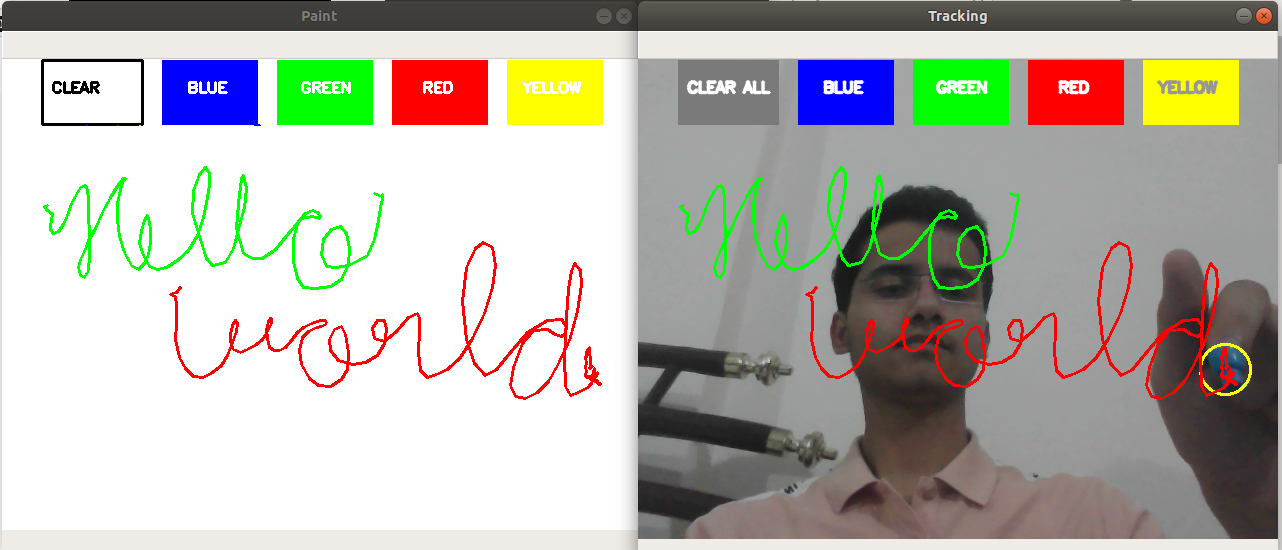 Paint
Tracking
CLEAR
BLUE
GREEN
RED
YELLOW
CLEAR ALL
BLUE
GREEN
RED
YELLOW
Hello
world
Hello
world